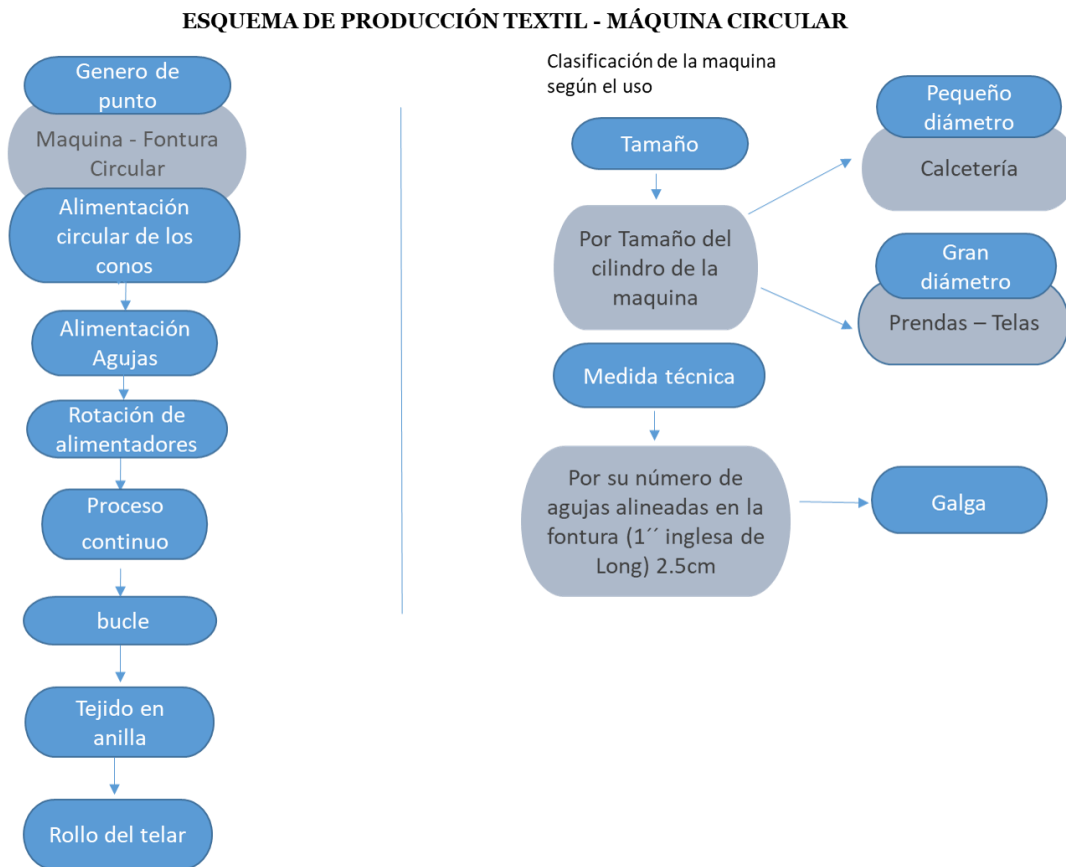 ESQUEMA DE PRODUCCIÓN TEXTIL - MÁQUINA CIRCULAR
Genero de
punto
Maquina - Fontura
Circular
Alimentación
circular de los
conos
Alimentación
Agujas
Rotación de
alimentadores
Proceso
continuo
bucle
Tejido en
anilla
Rollo del telar
Clasificación de la maquina
según el uso
Tamaño
Por Tamaño del
cilindro de la
maquina
Pequeño
diámetro
Calcetería
Gran
diámetro
Prendas – Telas
Medida técnica
Por su número de
agujas alineadas en la
fontura (1´´ inglesa de
Long) 2.5cm
Galga